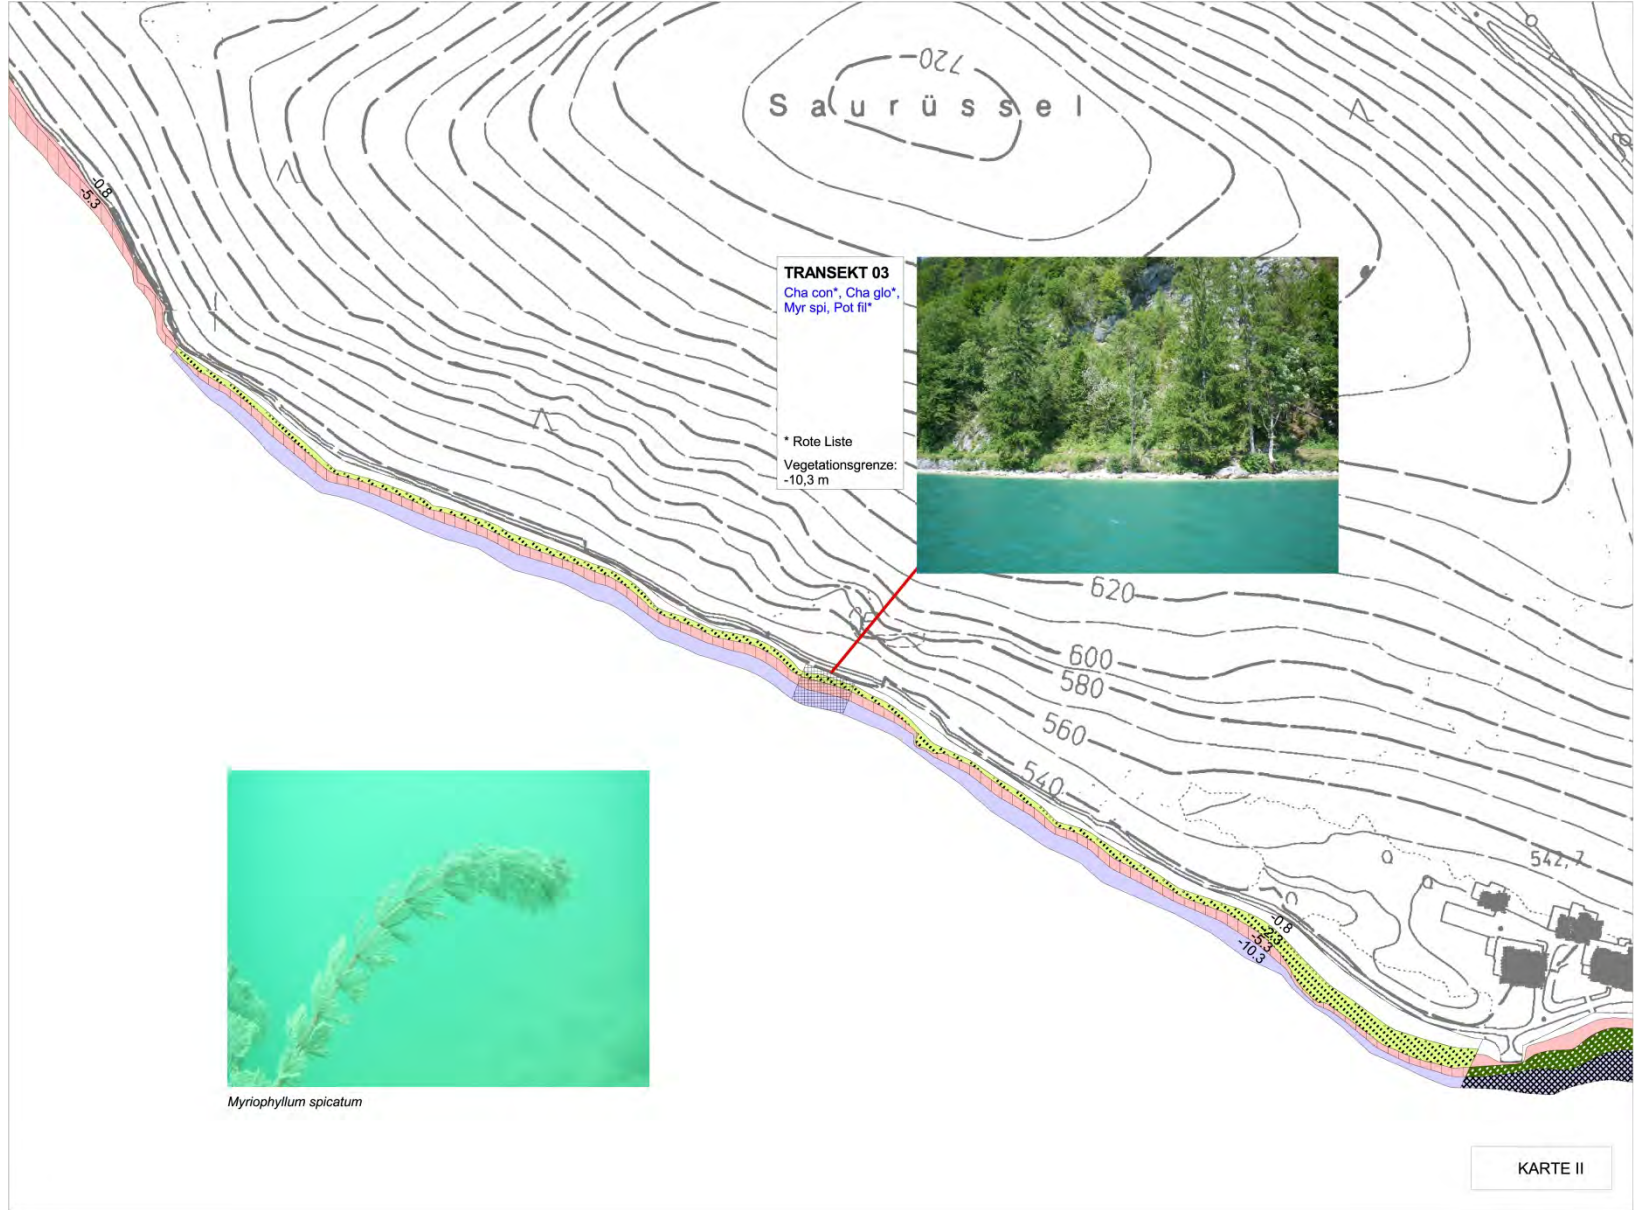 720
Saurüssel
-0.8
-5.3
TRANSEKT 03
Cha con*, Cha glo*,
Myr spi, Pot fil*
* Rote Liste
Vegetationsgrenze:
-10,3 m
620
600
580
560
540
542,7
-0.8
-2.3
-5.3
-10.3
Myriophyllum spicatum
KARTE II